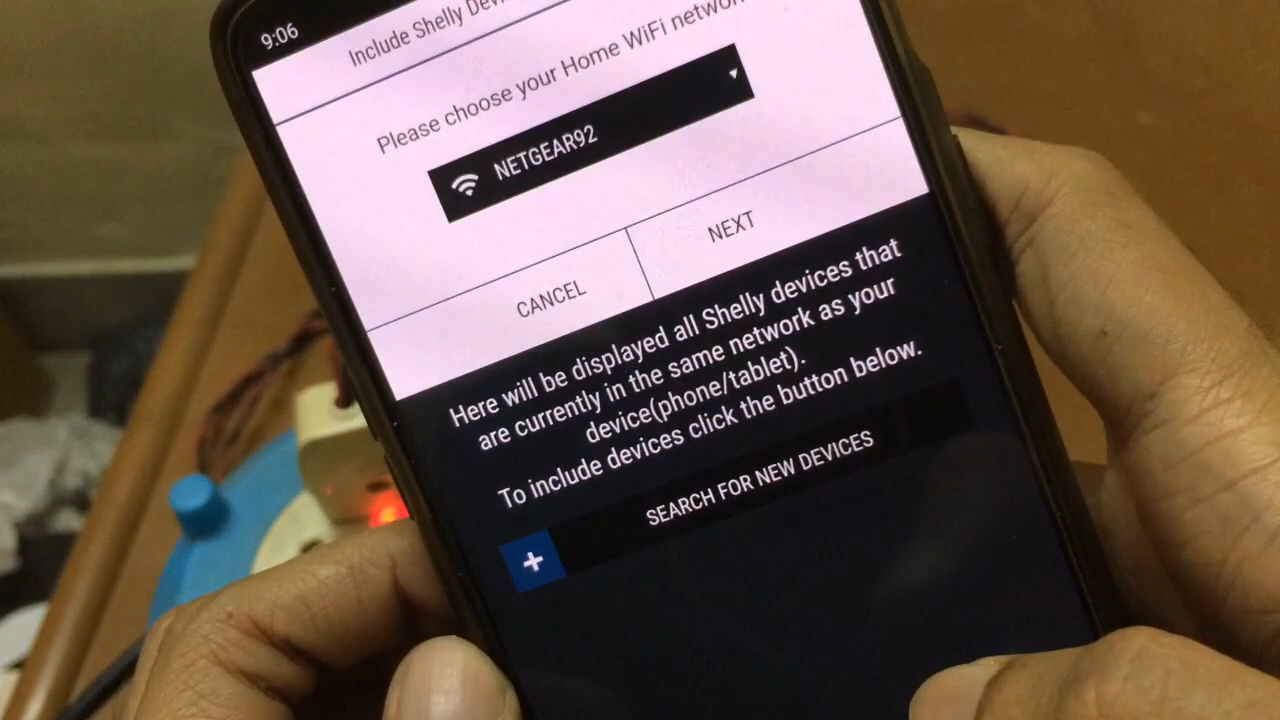 9:06
Include Shelly
Please choose your Home WiFi
NETGEAR92
CANCEL
NEXT
Here will be displayed all Shelly devices that
are currently in the same network as your
device(phone/tablet).
To include devices click the button below.
SEARCH FOR NEW DEVICES
+